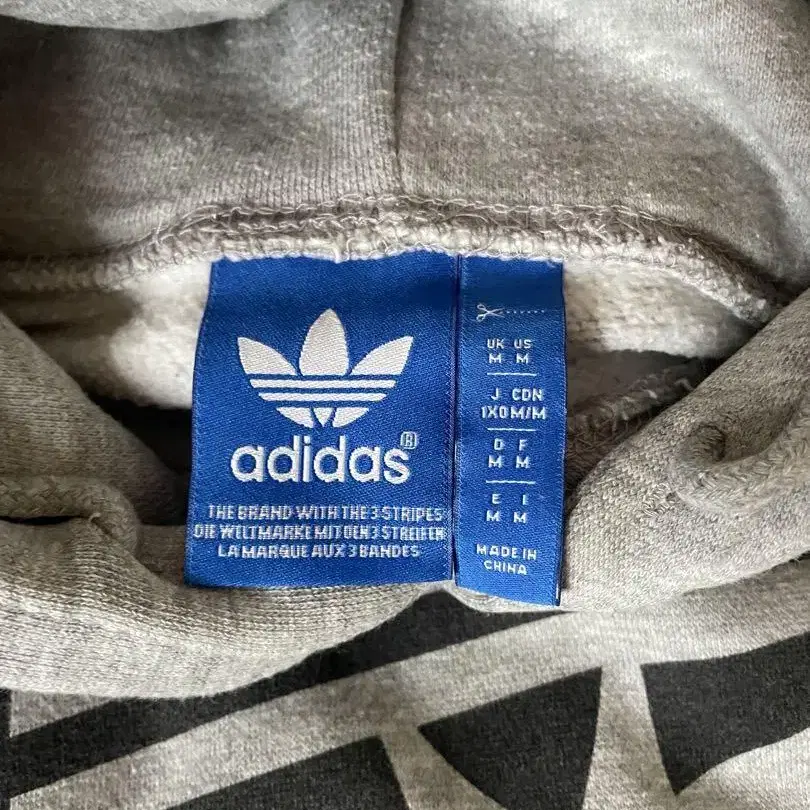 adidas®
THE BRAND WITH THE 3 STRIPES
DIE WELTMARKE MIT DEN 3 STREIFEN
LA MARQUE AUX 3 BANDES
UK US
M M
J CDN
1XO M/M
D F
M M
E I
M M
MADE IN
CHINA